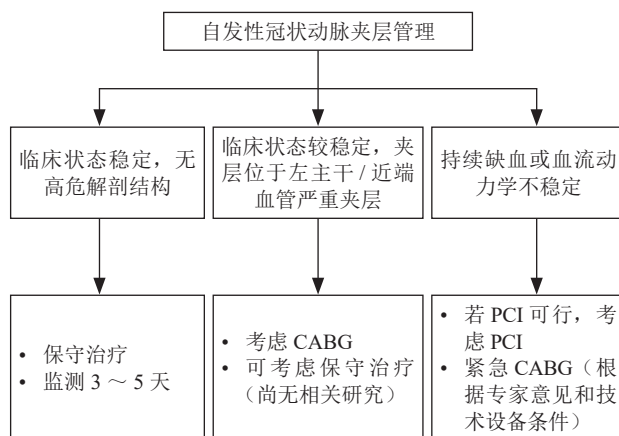 自发性冠状动脉夹层管理
临床状态稳定，无
高危解剖结构
临床状态较稳定，夹
层位于左主干 / 近端
血管严重夹层
持续缺血或血流动
力学不稳定
• 保守治疗
• 监测 3 ～ 5 天
• 考虑 CABG
• 可考虑保守治疗
（尚无相关研究）
• 若 PCI 可行，考
虑 PCI
• 紧急 CABG（根
据专家意见和技
术设备条件）